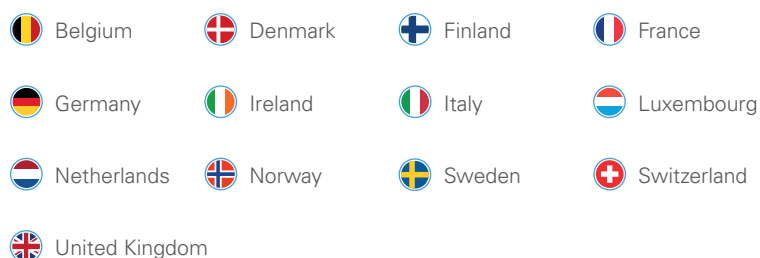 Belgium Denmark Finland France
Germany Ireland Italy Luxembourg
Netherlands Norway Sweden Switzerland
United Kingdom